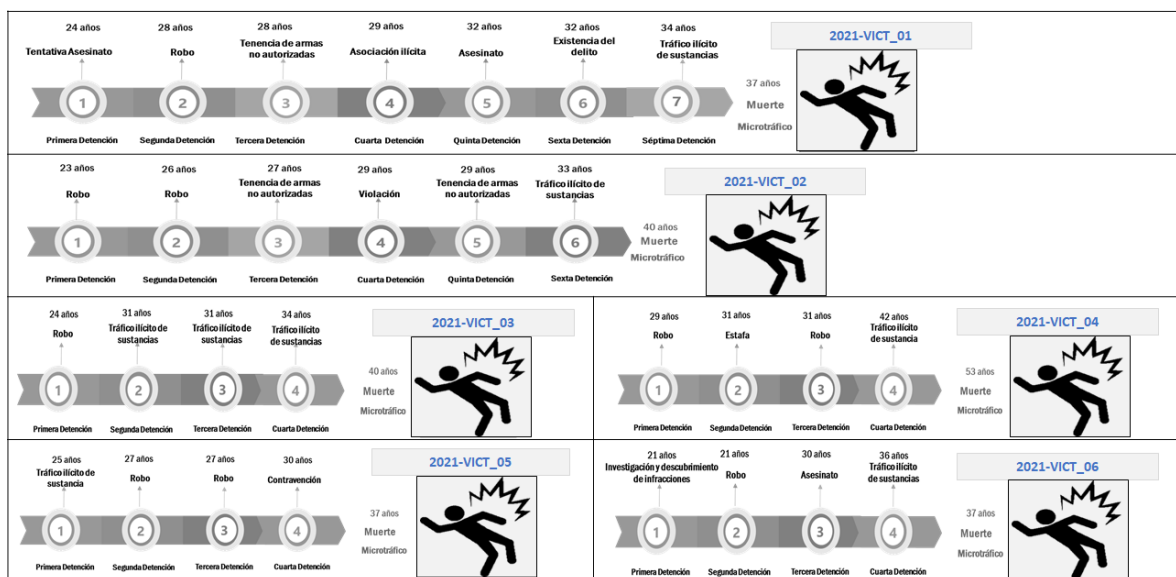 24 años 28 años 28 años 29 años 32 años 32 años 34 años
Tentativa Asesinato Robo Tenencia de armas no autorizadas Asociación ilícita Asesinato Existencia del delito Tráfico ilícito de sustancias
1 2 3 4 5 6 7
Primera Detención Segunda Detención Tercera Detención Cuarta Detención Quinta Detención Sexta Detención Séptima Detención
2021-VICT_01
37 años
Muerte
Microtráfico
23 años 26 años 27 años 29 años 29 años 33 años
Robo Robo Tenencia de armas no autorizadas Violación Tenencia de armas no autorizadas Tráfico ilícito de sustancias
1 2 3 4 5 6
Primera Detención Segunda Detención Tercera Detención Cuarta Detención Quinta Detención Sexta Detención
2021-VICT_02
40 años
Muerte
Microtráfico
24 años 31 años 31 años 34 años
Robo Tráfico ilícito de sustancias Tráfico ilícito de sustancias Tráfico ilícito de sustancias
1 2 3 4
Primera Detención Segunda Detención Tercera Detención Cuarta Detención
2021-VICT_03
40 años
Muerte
Microtráfico
29 años 31 años 31 años 42 años
Robo Estafa Robo Tráfico ilícito de sustancia
1 2 3 4
Primera Detención Segunda Detención Tercera Detención Cuarta Detención
2021-VICT_04
53 años
Muerte
Microtráfico
25 años 27 años 27 años 30 años
Tráfico ilícito de sustancia Robo Robo Contravención
1 2 3 4
Primera Detención Segunda Detención Tercera Detención Cuarta Detención
2021-VICT_05
37 años
Muerte
Microtráfico
21 años 21 años 30 años 36 años
Investigación y descubrimiento de infracciones Robo Asesinato Tráfico ilícito de sustancias
1 2 3 4
Primera Detención Segunda Detención Tercera Detención Cuarta Detención
2021-VICT_06
37 años
Muerte
Microtráfico